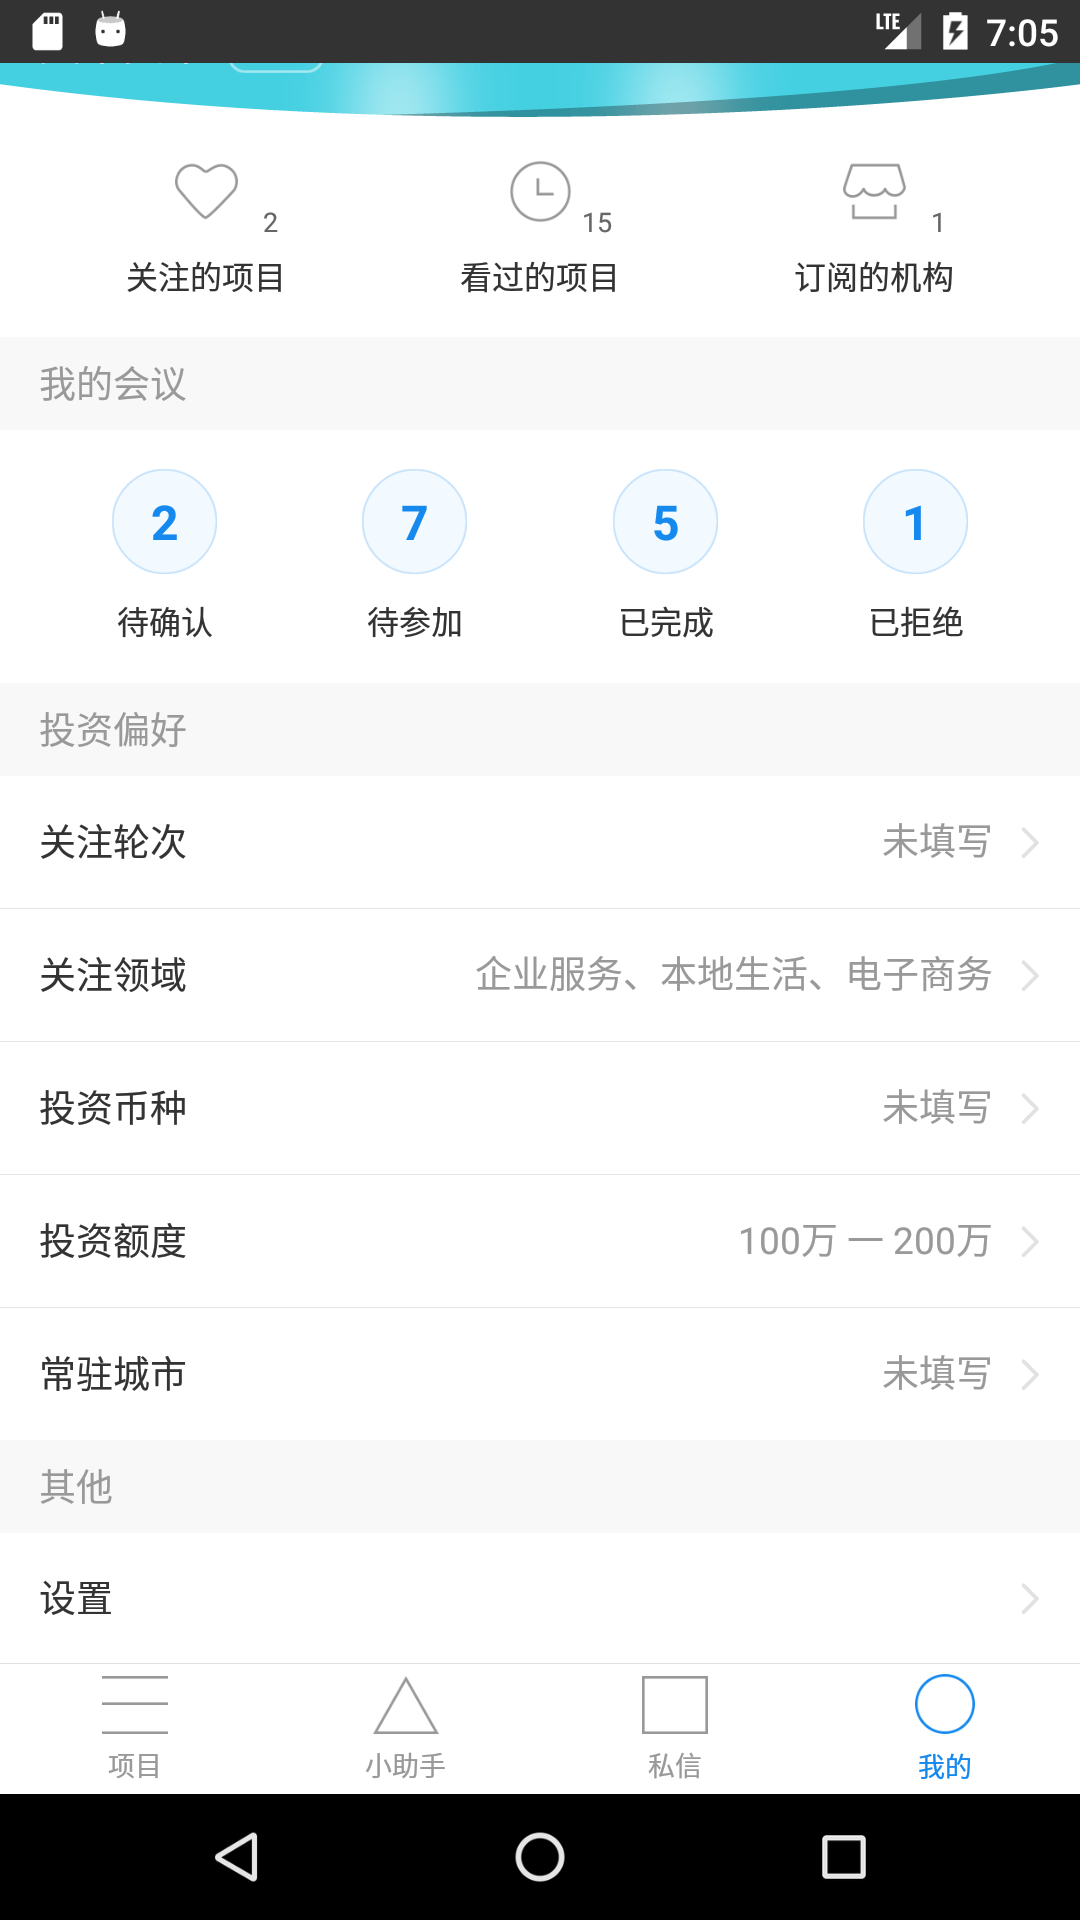 LTE 7:05
2 15 1
关注的项目 看过的项目 订阅的机构
我的会议
2 7 5 1
待确认 待参加 已完成 已拒绝
投资偏好
关注轮次 未填写
关注领域 企业服务、本地生活、电子商务
投资币种 未填写
投资额度 100万 一 200万
常驻城市 未填写
其他
设置
项目 小助手 私信 我的